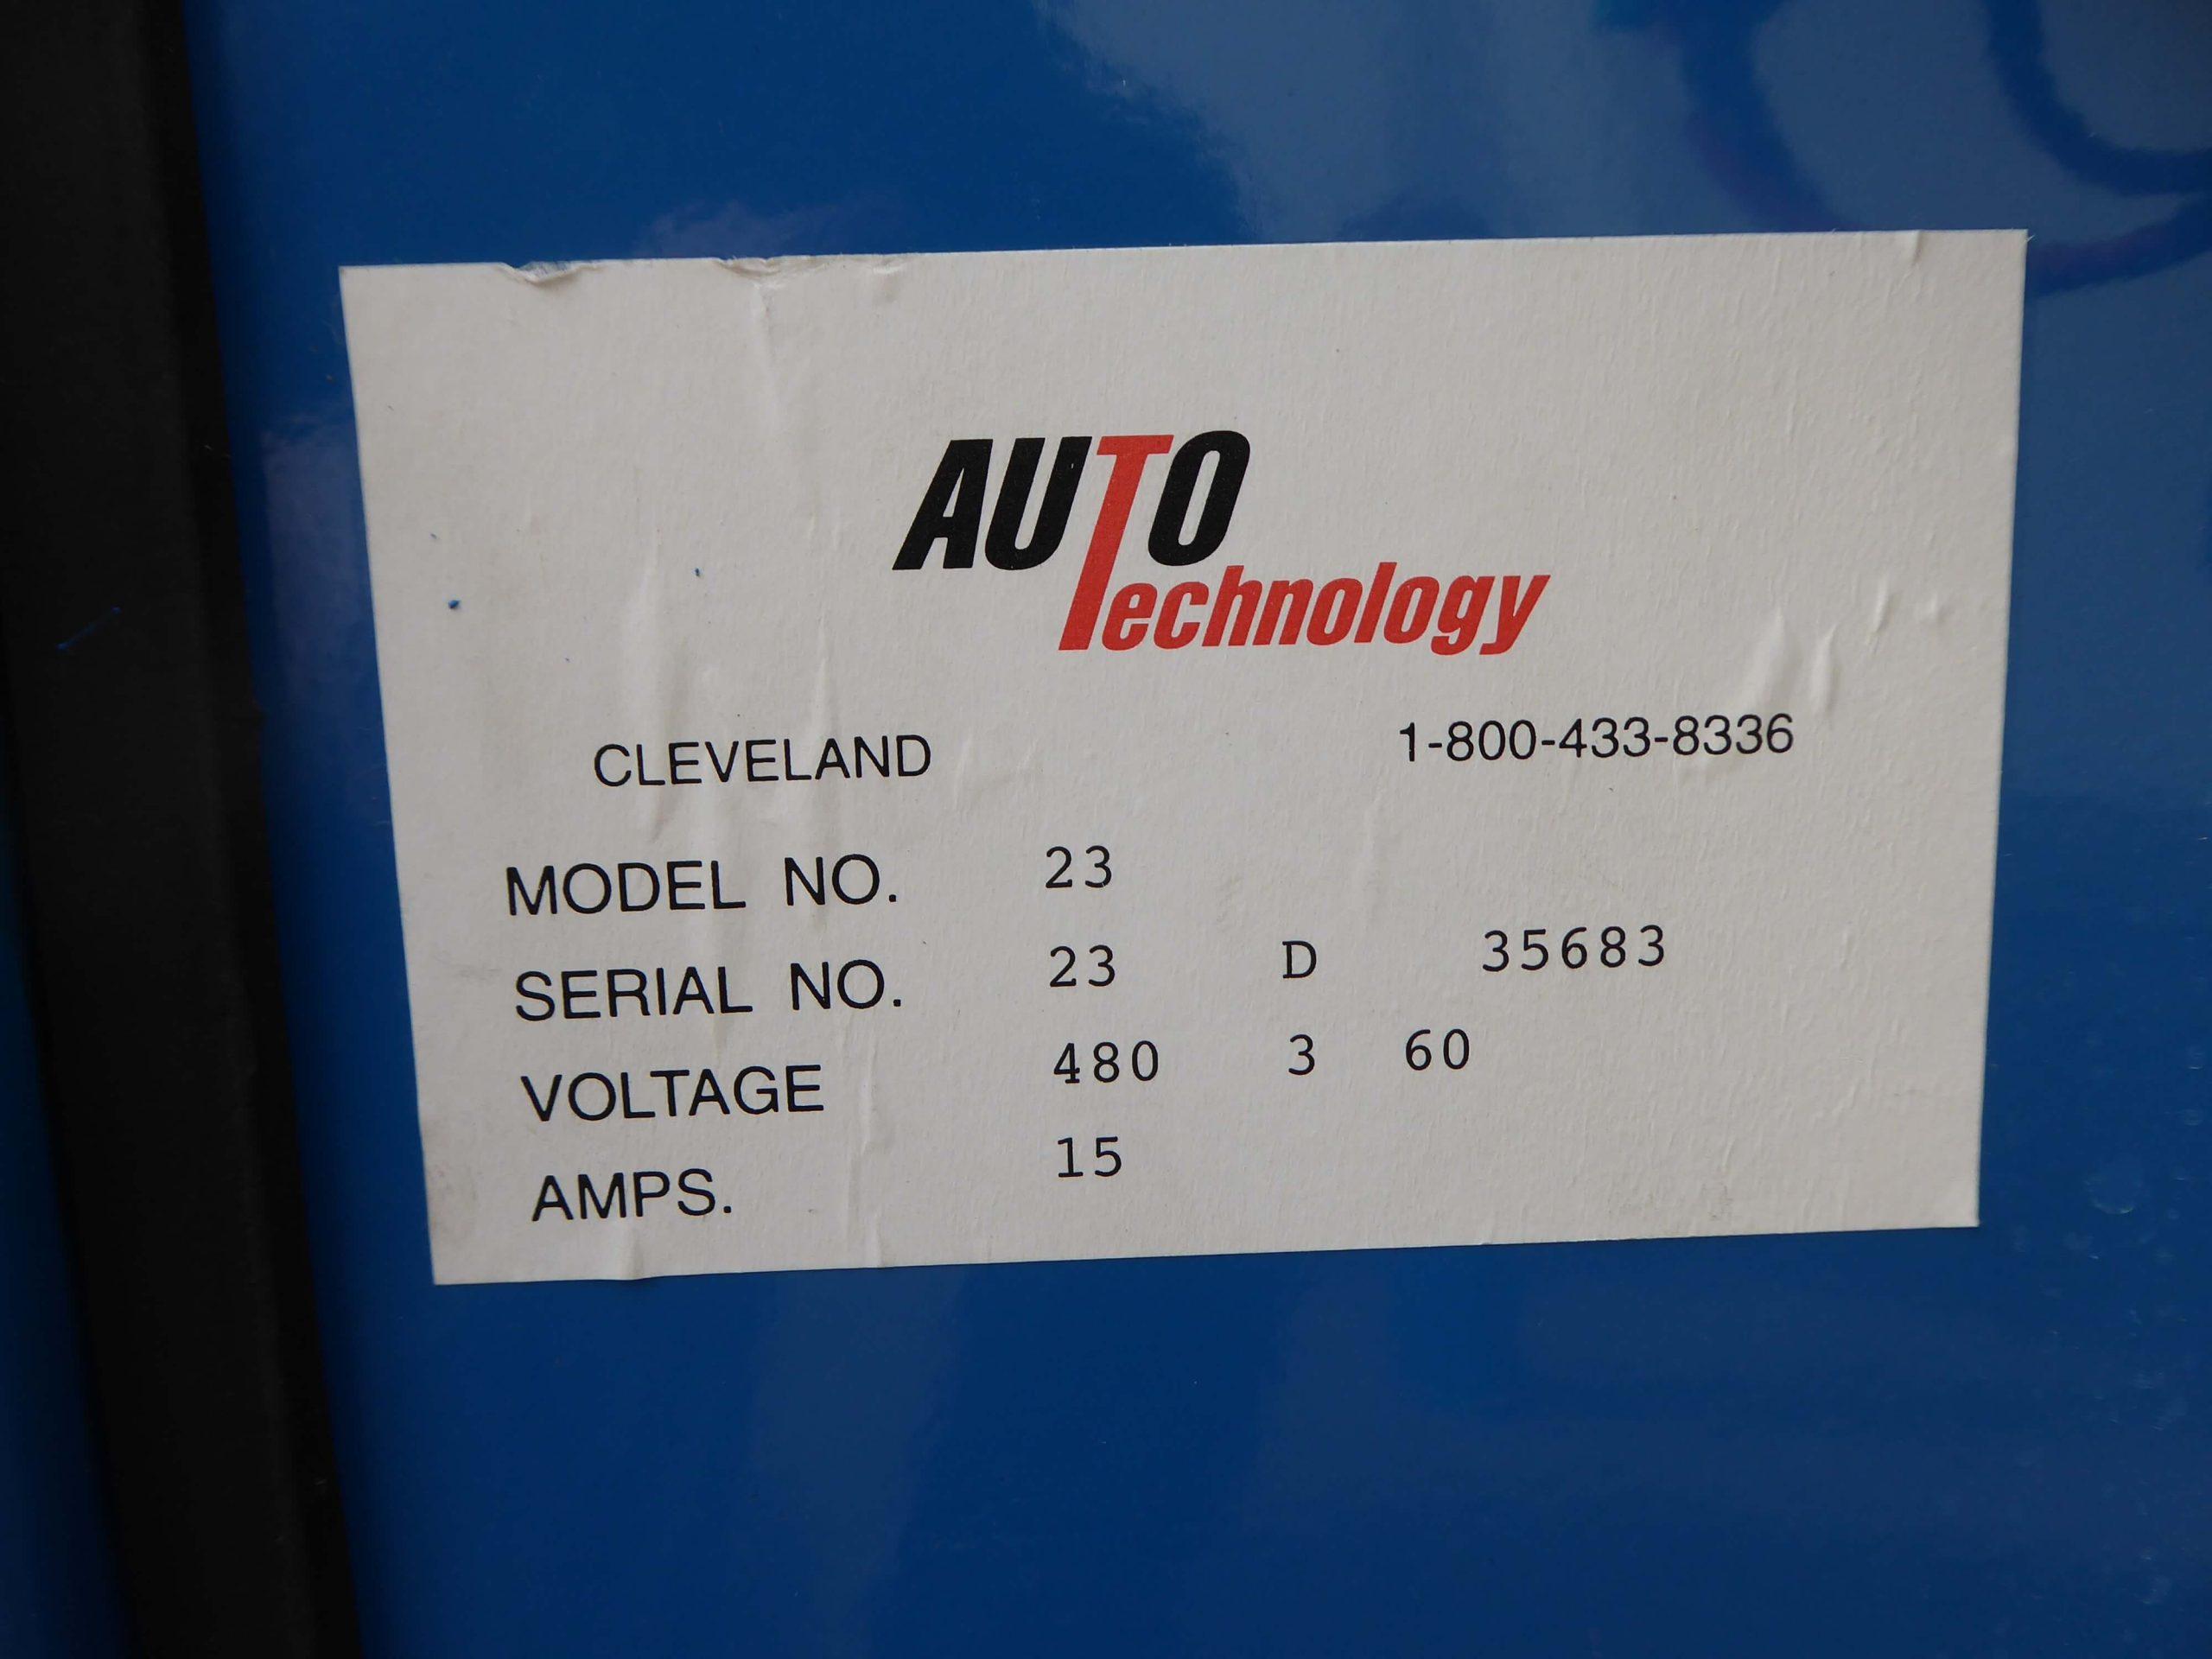 AUTO
Technology
CLEVELAND 1-800-433-8336
MODEL NO. 23
SERIAL NO. 23 D 35683
VOLTAGE 480 3 60
AMPS. 15